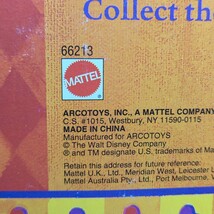 Collect th
66213
MATTEL
ARCOTOYS, INC., A MATTEL COMPANY
C.S. #1015, Westbury, NY 11590-0115
MADE IN CHINA
Manufactured for ARCOTOYS
© The Walt Disney Company
® and TM designate U.S. trademarks of Ma
Retain this address for future reference:
Mattel U.K., Ltd., Meridian West, Leicester L
Mattel Australia Pty., Ltd., Port Melbourne, V